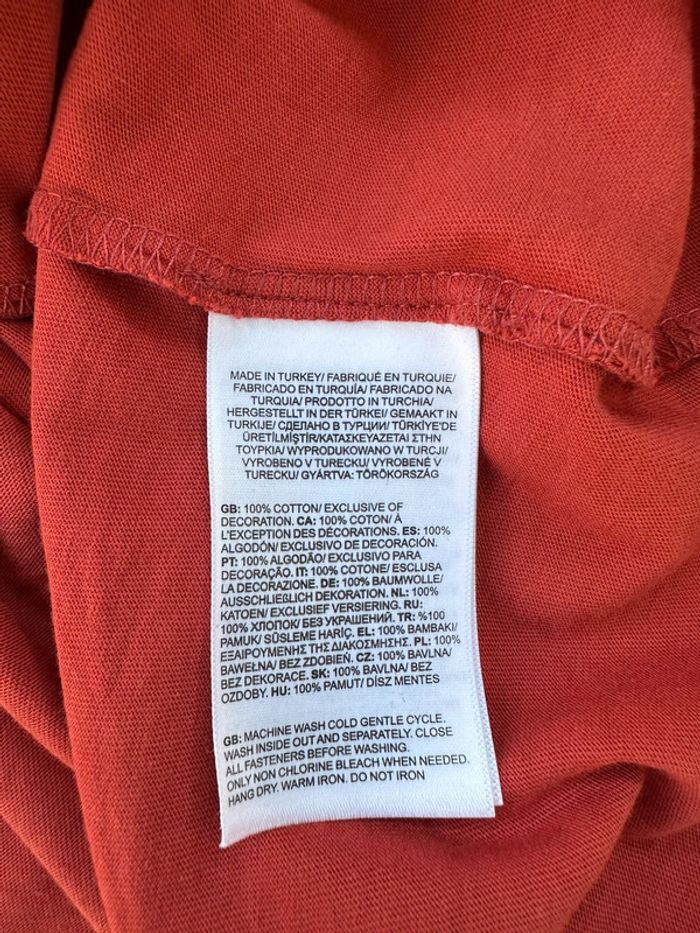 MADE IN TURKEY/ FABRIQUÉ EN TURQUIE/
FABRICADO EN TURQUÍA/ FABRICADO NA
TURQUIA/ PRODOTTO IN TURCHIA/
HERGESTELLT IN DER TÜRKEI/ GEMAAKT IN
TURKIJE/ СДЕЛАНО В ТУРЦИИ/ TÜRKİYE'DE
ÜRETİLMİŞTİR/ΚΑΤΑΣΚΕΥΑΖΕΤΑΙ ΣΤΗΝ
ΤΟΥΡΚΙΑ/ WYPRODUKOWANO W TURCJI/
VYROBENO V TURECKU/ VYROBENÉ V
TURECKU/ GYÁRTVA: TÖRÖKORSZÁG
GB: 100% COTTON/ EXCLUSIVE OF
DECORATION. CA: 100% COTON/ À
L'EXCEPTION DES DÉCORATIONS. ES: 100%
ALGODÓN/ EXCLUSIVO DE DECORACIÓN.
PT: 100% ALGODÃO/ EXCLUSIVO PARA
DECORAÇÃO. IT: 100% COTONE/ ESCLUSA
LA DECORAZIONE. DE: 100% BAUMWOLLE/
AUSSCHLIEßLICH DEKORATION. NL: 100%
KATOEN/ EXCLUSIEF VERSIERING. RU:
100% ХЛОПОК/ БЕЗ УКРАШЕНИЙ. TR: %100
PAMUK/ SÜSLEME HARİÇ. EL: 100% ΒΑΜΒΑΚΙ/
ΕΞΑΙΡΟΥΜΕΝΗΣ ΤΗΣ ΔΙΑΚΟΣΜΗΣΗΣ. PL: 100%
BAWEŁNA/ BEZ ZDOBIEŃ. CZ: 100% BAVLNA/
BEZ DEKORACE. SK: 100% BAVLNA/ BEZ
OZDOBY. HU: 100% PAMUT/ DÍSZ MENTES
GB: MACHINE WASH COLD GENTLE CYCLE.
WASH INSIDE OUT AND SEPARATELY. CLOSE
ALL FASTENERS BEFORE WASHING.
ONLY NON CHLORINE BLEACH WHEN NEEDED.
HANG DRY. WARM IRON. DO NOT IRON